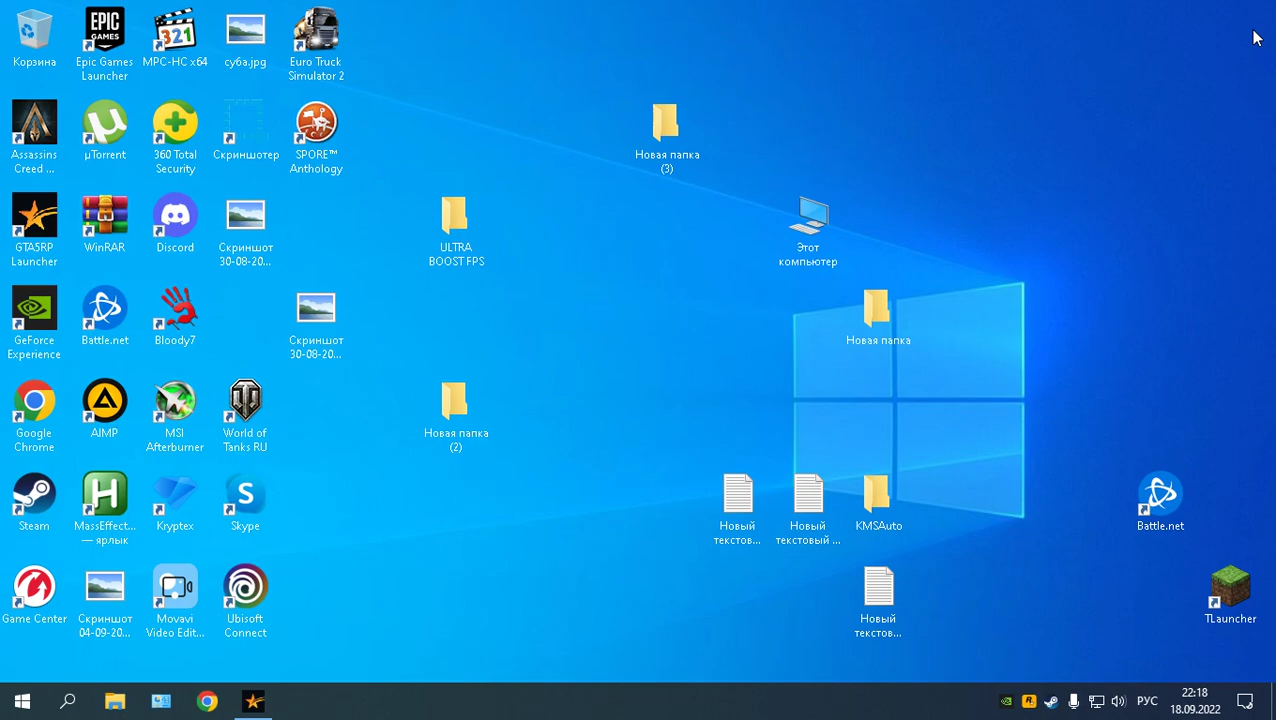 Корзина
Epic Games
Launcher
MPC-HC x64
суба.jpg
Euro Truck
Simulator 2
Assassins
Creed ...
µTorrent
360 Total
Security
Скриншотер
SPORE™
Anthology
Новая папка
(3)
GTA5RP
Launcher
WinRAR
Discord
Скриншот
30-08-20...
ULTRA
BOOST FPS
Этот
компьютер
GeForce
Experience
Battle.net
Bloody7
Скриншот
30-08-20...
Новая папка
Google
Chrome
AIMP
MSI
Afterburner
World of
Tanks RU
Новая папка
(2)
Steam
MassEffect...
— ярлык
Kryptex
Skype
Новый
текстов...
Новый
текстовый ...
KMSAuto
Battle.net
Game Center
Скриншот
04-09-20...
Movavi
Video Edit...
Ubisoft
Connect
Новый
текстов...
TLauncher
EPIC
GAMES
321
РУС
22:18
18.09.2022